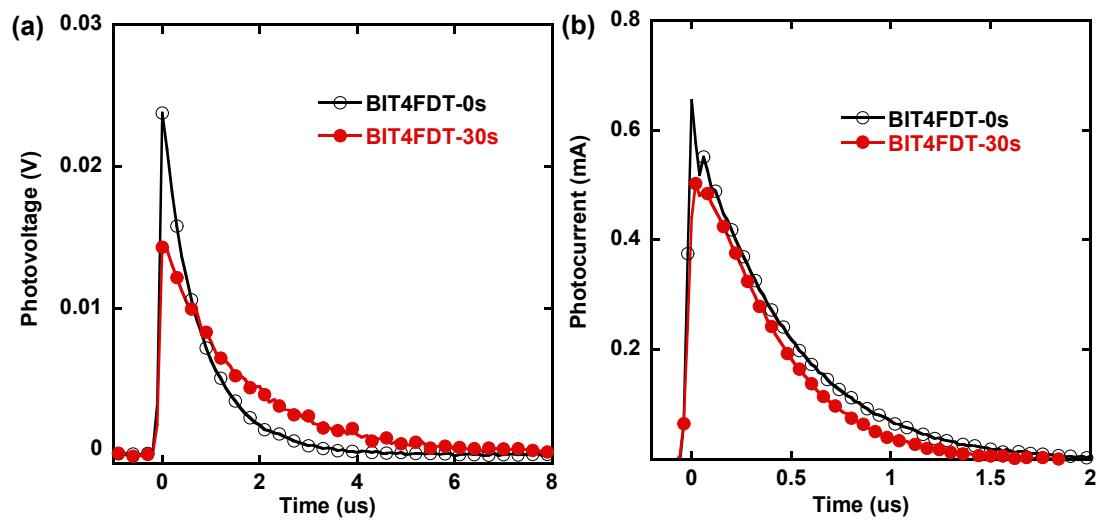 (a)
0.03
0.02
0.01
0
Photovoltage (V)
BIT4FDT-0s
BIT4FDT-30s
0
2
4
6
8
Time (us)
(b)
0.8
0.6
0.4
0.2
Photocurrent (mA)
BIT4FDT-0s
BIT4FDT-30s
0
0.5
1
1.5
2
Time (us)